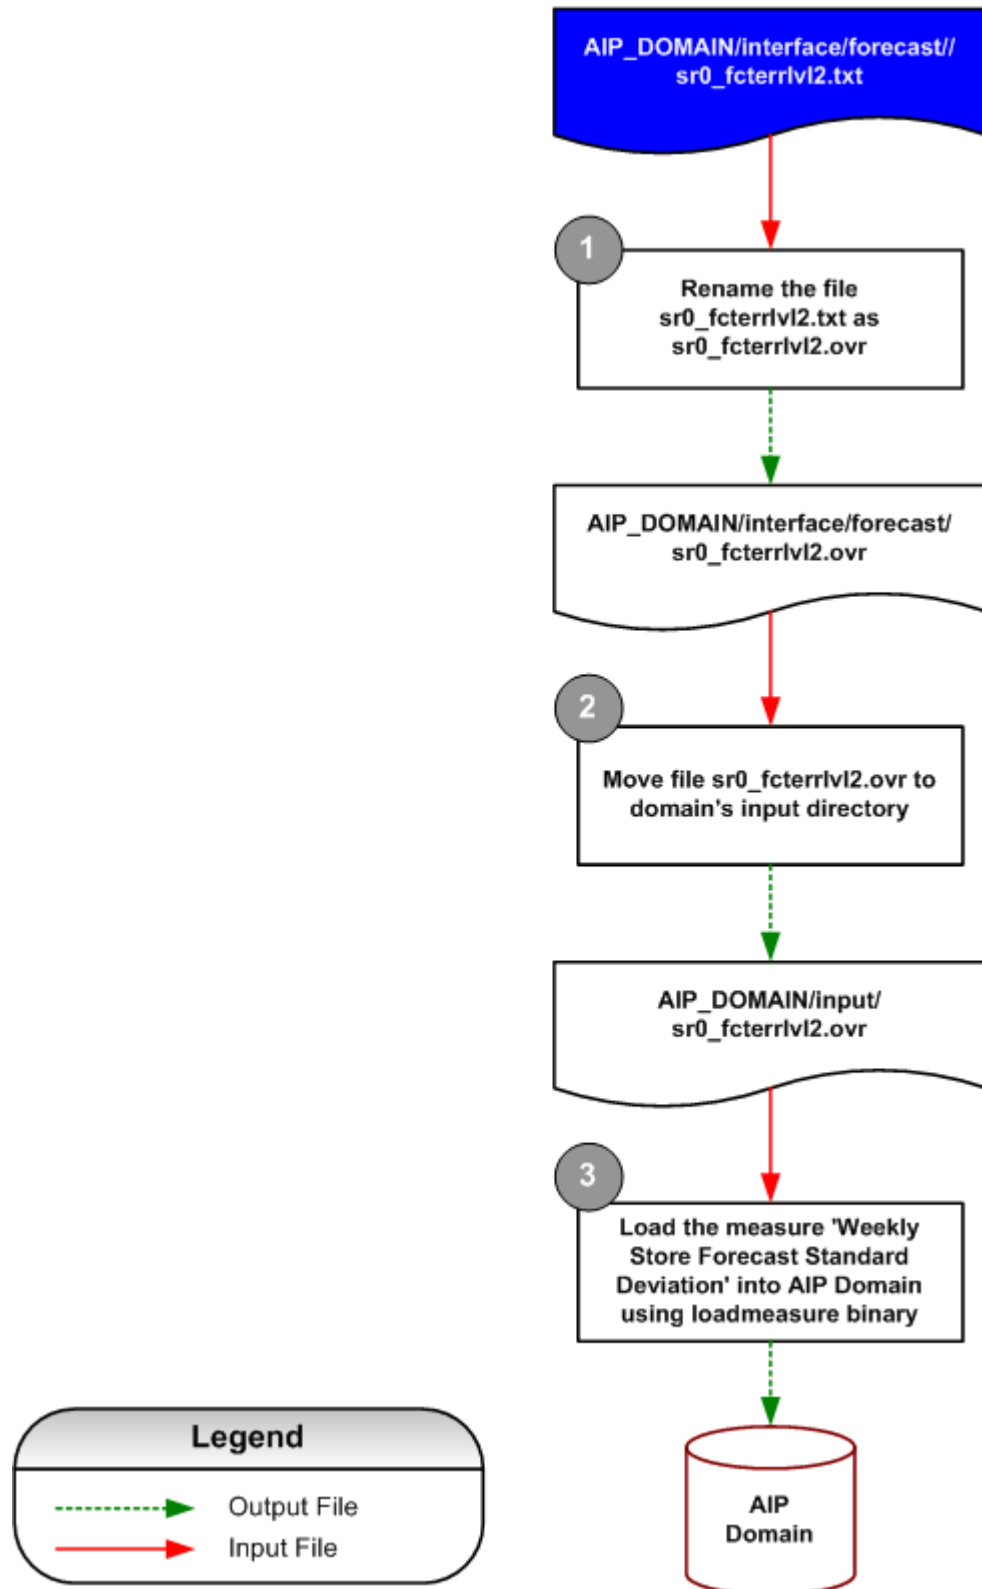 AIP_DOMAIN/interface/forecast//
sr0_fcterrlvl2.txt
1
Rename the file
sr0_fcterrlvl2.txt as
sr0_fcterrlvl2.ovr
AIP_DOMAIN/interface/forecast/
sr0_fcterrlvl2.ovr
2
Move file sr0_fcterrlvl2.ovr to
domain's input directory
AIP_DOMAIN/input/
sr0_fcterrlvl2.ovr
3
Load the measure 'Weekly
Store Forecast Standard
Deviation' into AIP Domain
using loadmeasure binary
AIP
Domain
Legend
Output File
Input File